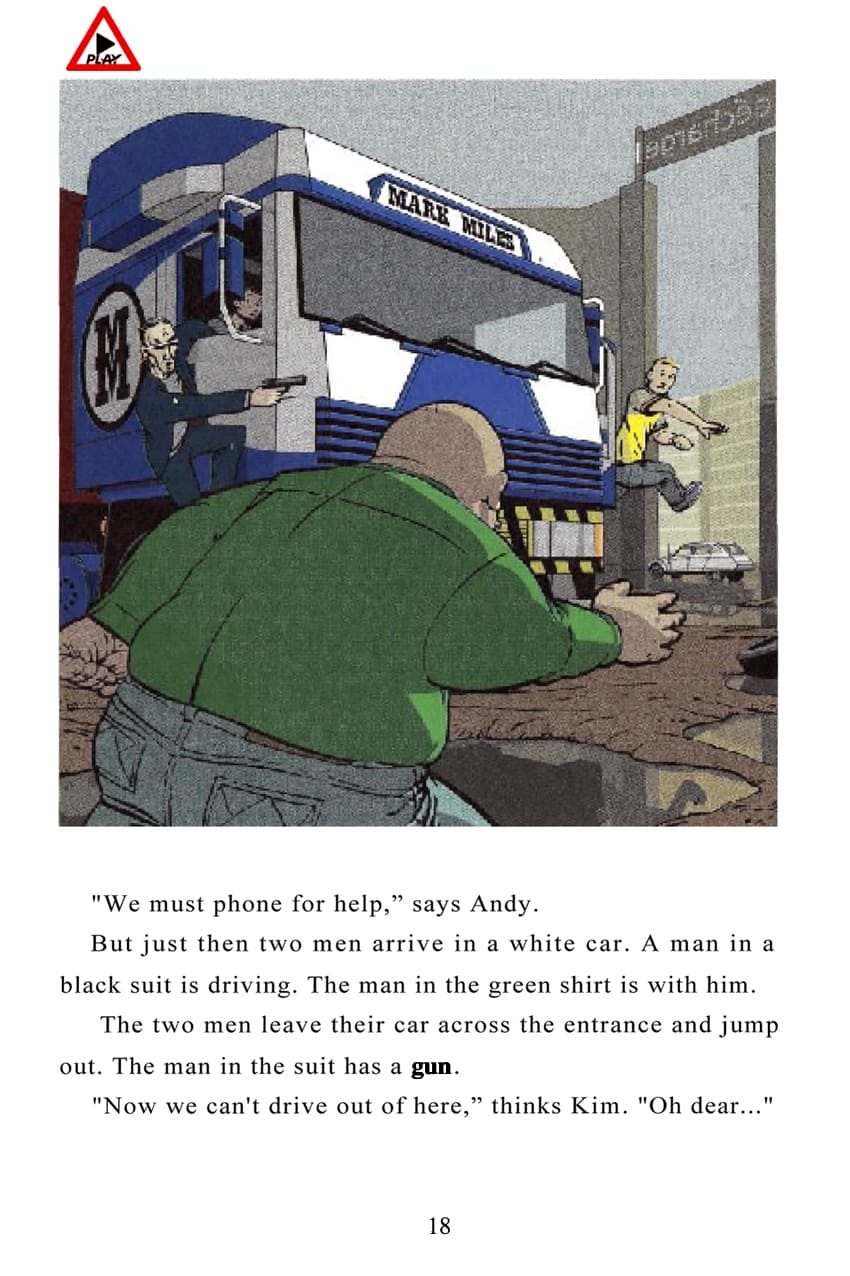 PLAY
MARK MILES
MM
"We must phone for help,” says Andy.
But just then two men arrive in a white car. A man in a
black suit is driving. The man in the green shirt is with him.
The two men leave their car across the entrance and jump
out. The man in the suit has a gun.
"Now we can't drive out of here,” thinks Kim. "Oh dear..."
18